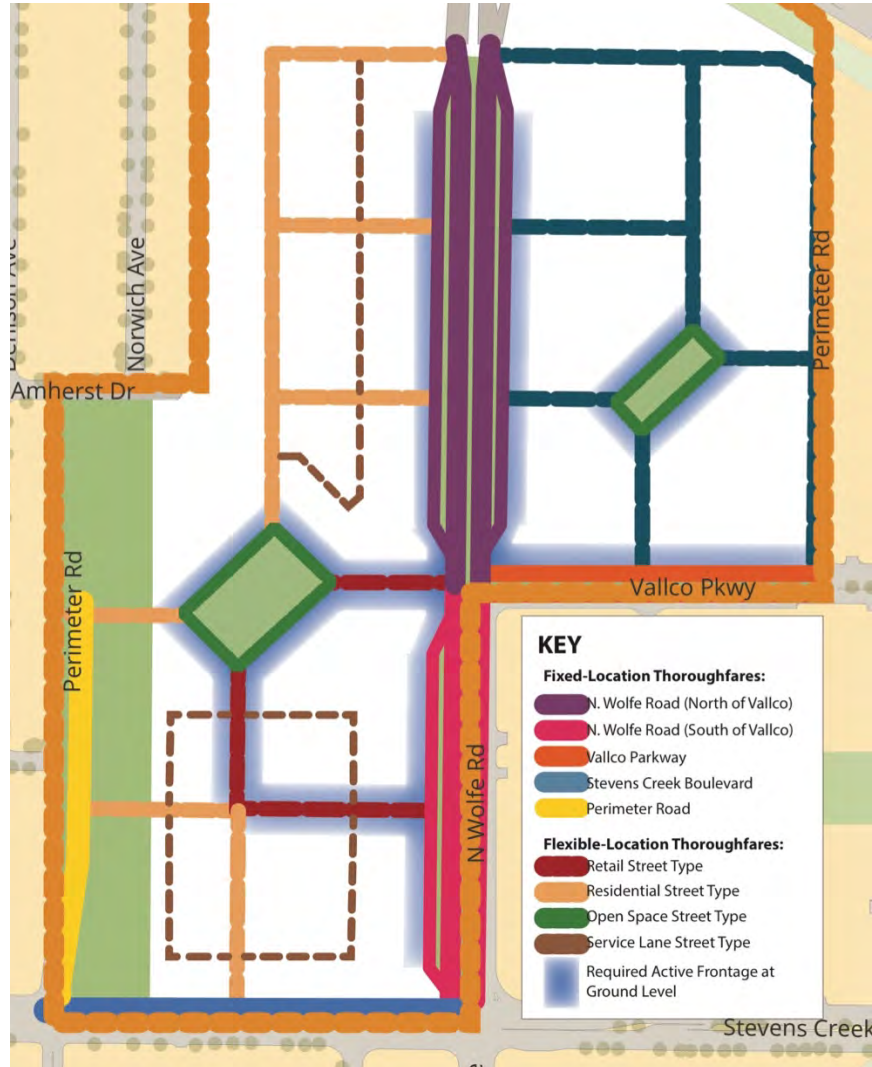 Norwich Ave
Amherst Dr
Perimeter Rd
Perimeter Rd
Vallco Pkwy
N Wolfe Rd
KEY
Fixed-Location Thoroughfares:
N. Wolfe Road (North of Vallco)
N. Wolfe Road (South of Vallco)
Vallco Parkway
Stevens Creek Boulevard
Perimeter Road
Flexible-Location Thoroughfares:
Retail Street Type
Residential Street Type
Open Space Street Type
Service Lane Street Type
Required Active Frontage at
Ground Level
Stevens Creek